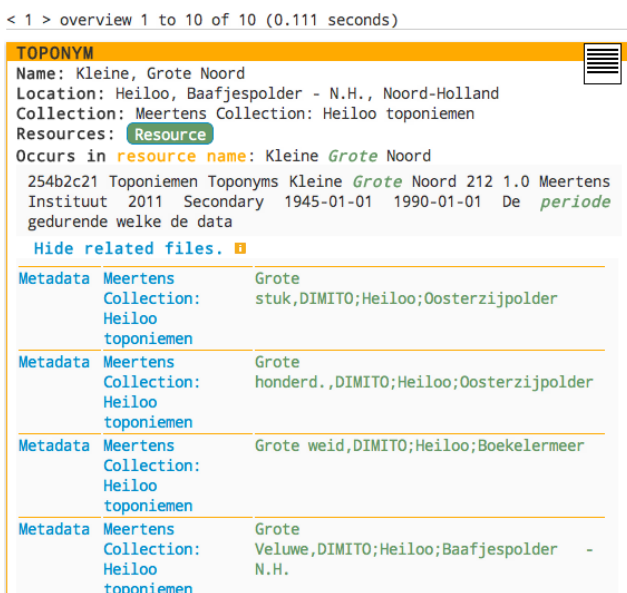 < 1 > overview 1 to 10 of 10 (0.111 seconds)
TOPONYM
Name: Kleine, Grote Noord
Location: Heiloo, Baafjespolder - N.H., Noord-Holland
Collection: Meertens Collection: Heiloo toponiemen
Resources: Resource
Occurs in resource name: Kleine Grote Noord
254b2c21 Toponiemen Toponyms Kleine Grote Noord 212 1.0 Meertens
Instituut 2011 Secondary 1945-01-01 1990-01-01 De periode
gedurende welke de data
Hide related files. i
Metadata Meertens Grote
Collection: stuk,DIMITO;Heiloo;Oosterzijpolder
Heiloo
toponiemen
Metadata Meertens Grote
Collection: honderd.,DIMITO;Heiloo;Oosterzijpolder
Heiloo
toponiemen
Metadata Meertens Grote weid,DIMITO;Heiloo;Boekelermeer
Collection:
Heiloo
toponiemen
Metadata Meertens Grote
Collection: Veluwe,DIMITO;Heiloo;Baafjespolder -
Heiloo N.H.
toponiemen